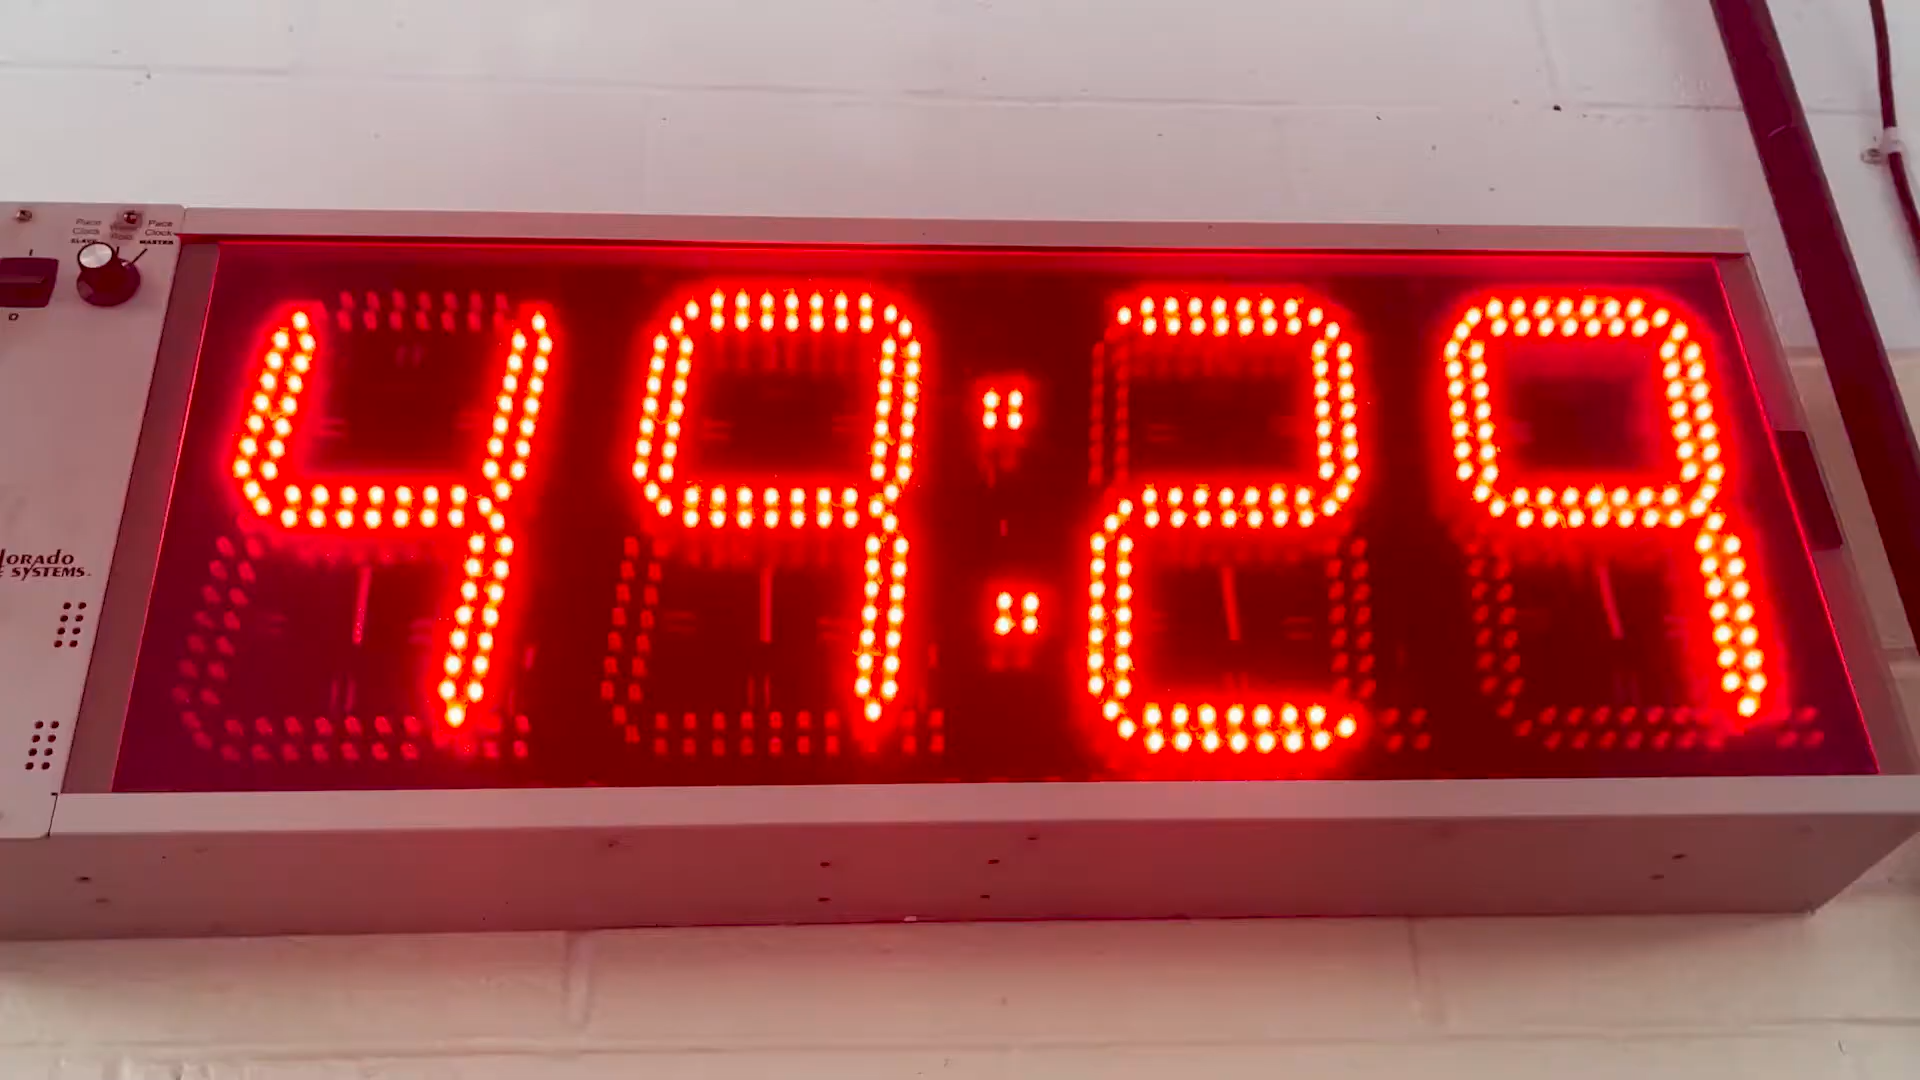 Pace Clock
Pace Clock
SLAVE
MASTER
49:29
LORADO
SYSTEMS